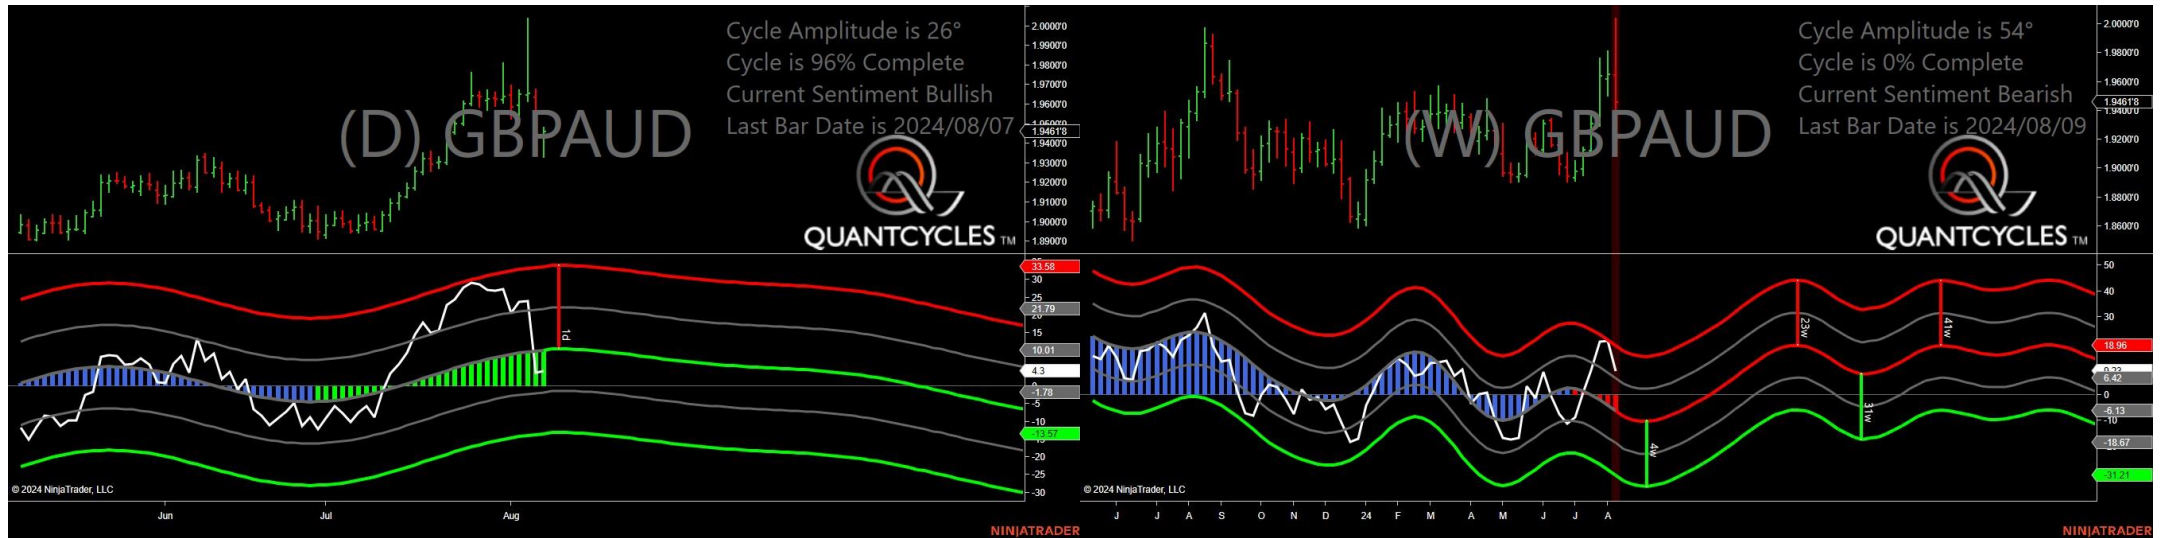 Cycle Amplitude is 26°
Cycle is 96% Complete
Current Sentiment Bullish
Last Bar Date is 2024/08/07
(D) GBPAUD
QUANTCYCLES TM
2.0000'0
1.9900'0
1.9800'0
1.9700'0
1.9600'0
1.9461'8
1.9400'0
1.9300'0
1.9200'0
1.9100'0
1.9000'0
1.8900'0
33.58
30
25
21.79
15
10.01
4.3
-1.78
-5
-10
-13.57
-20
-25
-30
1d
© 2024 NinjaTrader, LLC
Jun
Jul
Aug
NINJATRADER
Cycle Amplitude is 54°
Cycle is 0% Complete
Current Sentiment Bearish
Last Bar Date is 2024/08/09
(W) GBPAUD
QUANTCYCLES TM
2.0000'0
1.9800'0
1.9600'0
1.9461'8
1.9400'0
1.9200'0
1.9000'0
1.8800'0
1.8600'0
50
40
30
18.96
6.42
0
-6.13
-10
-18.67
-31.21
4w
23w
31w
41w
© 2024 NinjaTrader, LLC
J J A S O N D 24 F M A M J J A
NINJATRADER